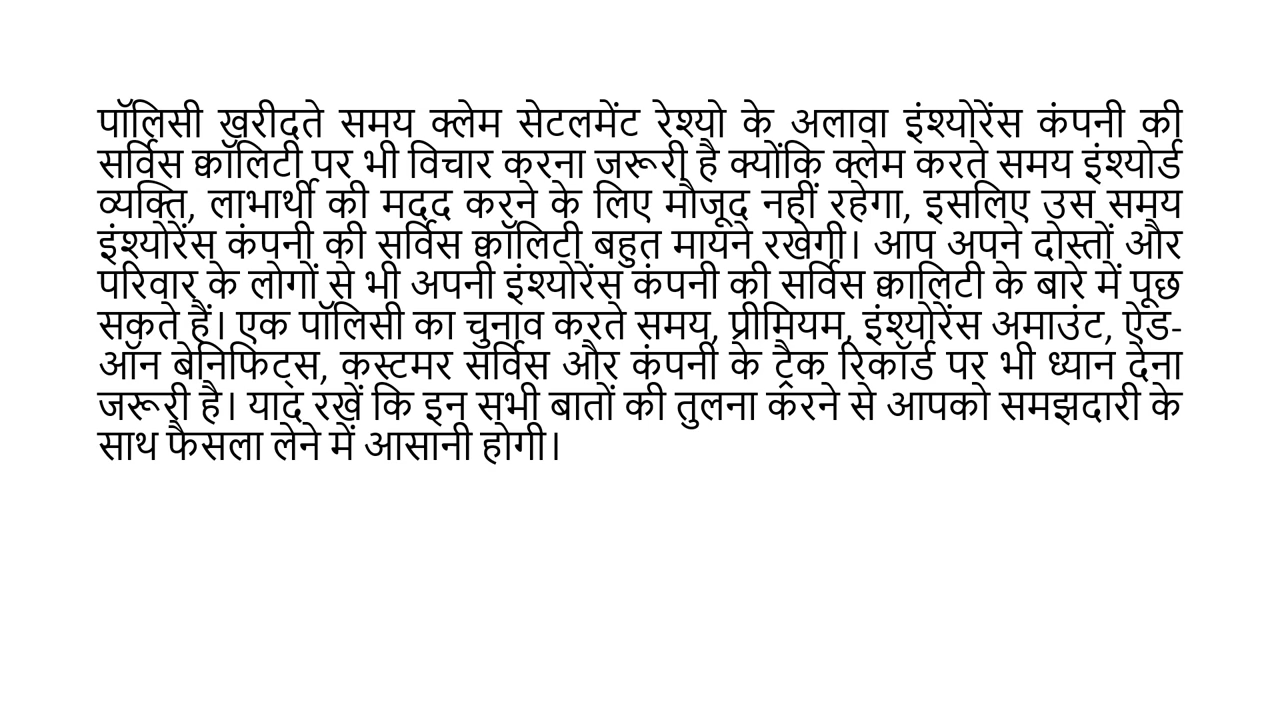 पॉलिसी खरीदते समय क्लेम सेटलमेंट रेश्यो के अलावा इंश्योरेंस कंपनी की
सर्विस क्वॉलिटी पर भी विचार करना जरूरी है क्योंकि क्लेम करते समय इंश्योर्ड
व्यक्ति, लाभार्थी की मदद करने के लिए मौजूद नहीं रहेगा, इसलिए उस समय
इंश्योरेंस कंपनी की सर्विस क्वॉलिटी बहुत मायने रखेगी। आप अपने दोस्तों और
परिवार के लोगों से भी अपनी इंश्योरेंस कंपनी की सर्विस क्वालिटी के बारे में पूछ
सकते हैं। एक पॉलिसी का चुनाव करते समय, प्रीमियम, इंश्योरेंस अमाउंट, ऐड-
ऑन बेनिफिट्स, कस्टमर सर्विस और कंपनी के ट्रैक रिकॉर्ड पर भी ध्यान देना
जरूरी है। याद रखें कि इन सभी बातों की तुलना करने से आपको समझदारी के
साथ फैसला लेने में आसानी होगी।